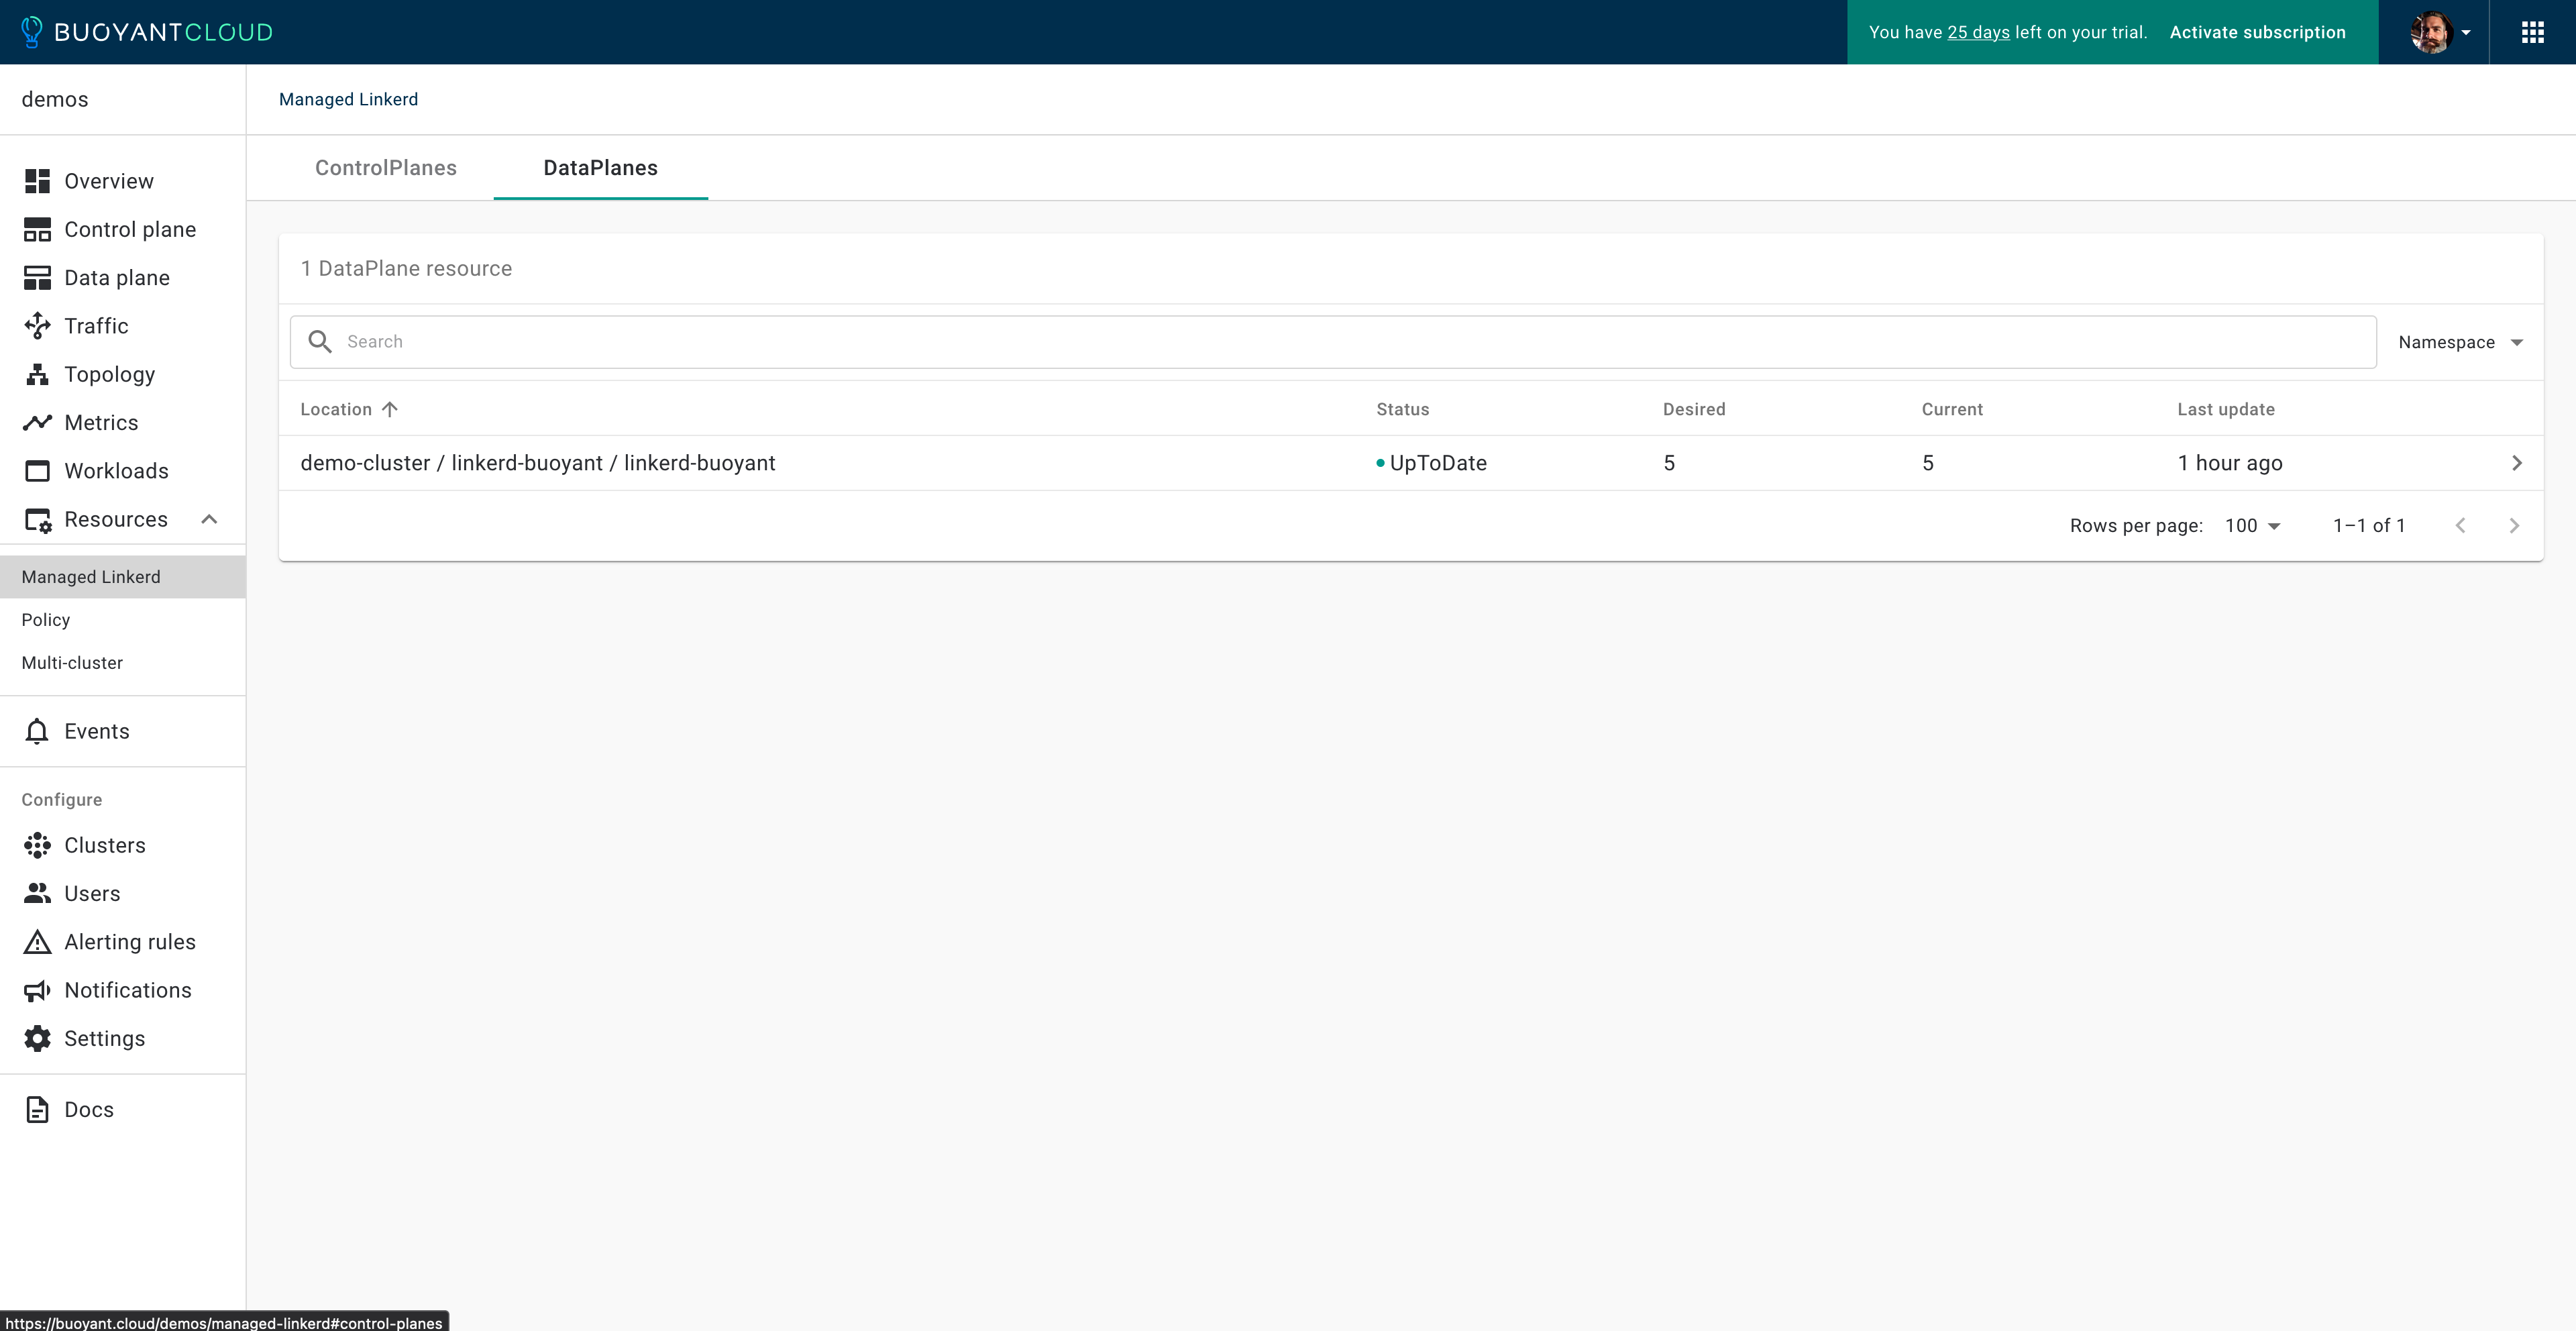 BUOYANTCLOUD
You have 25 days left on your trial. Activate subscription
demos
Managed Linkerd
Overview
Control plane
Data plane
Traffic
Topology
Metrics
Workloads
Resources
Managed Linkerd
Policy
Multi-cluster
Events
Configure
Clusters
Users
Alerting rules
Notifications
Settings
Docs
ControlPlanes DataPlanes
1 DataPlane resource
Search Namespace
Location Status Desired Current Last update
demo-cluster / linkerd-buoyant / linkerd-buoyant UpToDate 5 5 1 hour ago
Rows per page: 100 1–1 of 1
https://buoyant.cloud/demos/managed-linkerd#control-planes